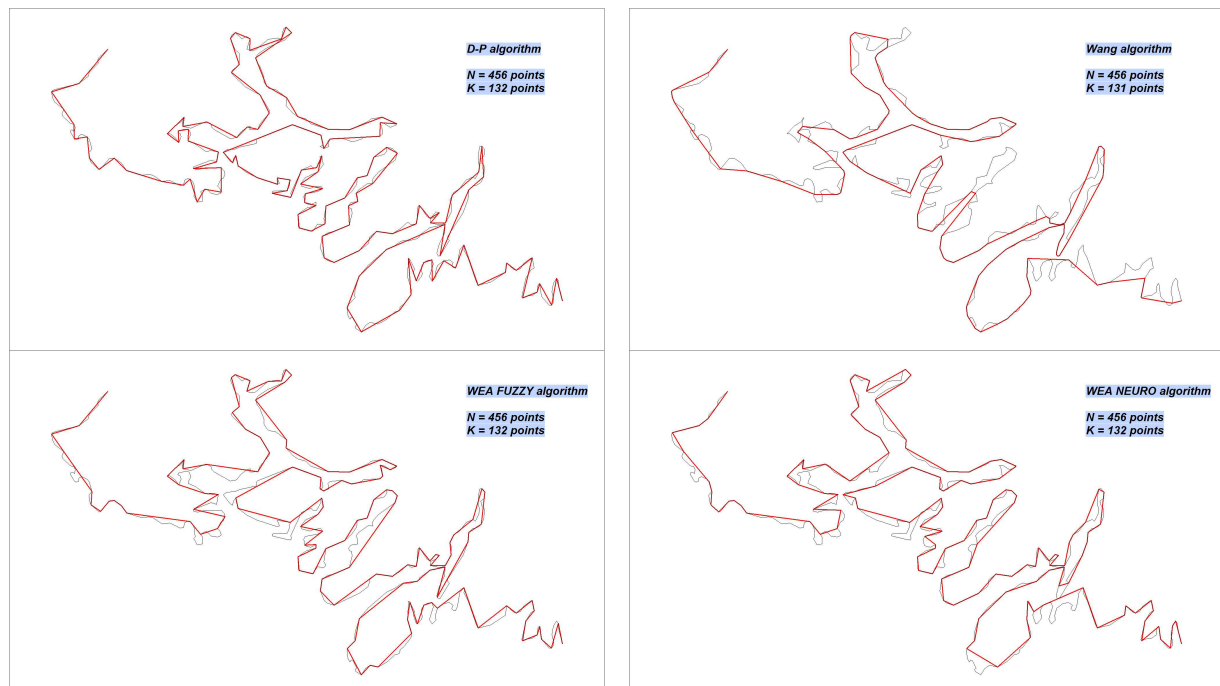 D-P algorithm
N = 456 points
K = 132 points
Wang algorithm
N = 456 points
K = 131 points
WEA FUZZY algorithm
N = 456 points
K = 132 points
WEA NEURO algorithm
N = 456 points
K = 132 points